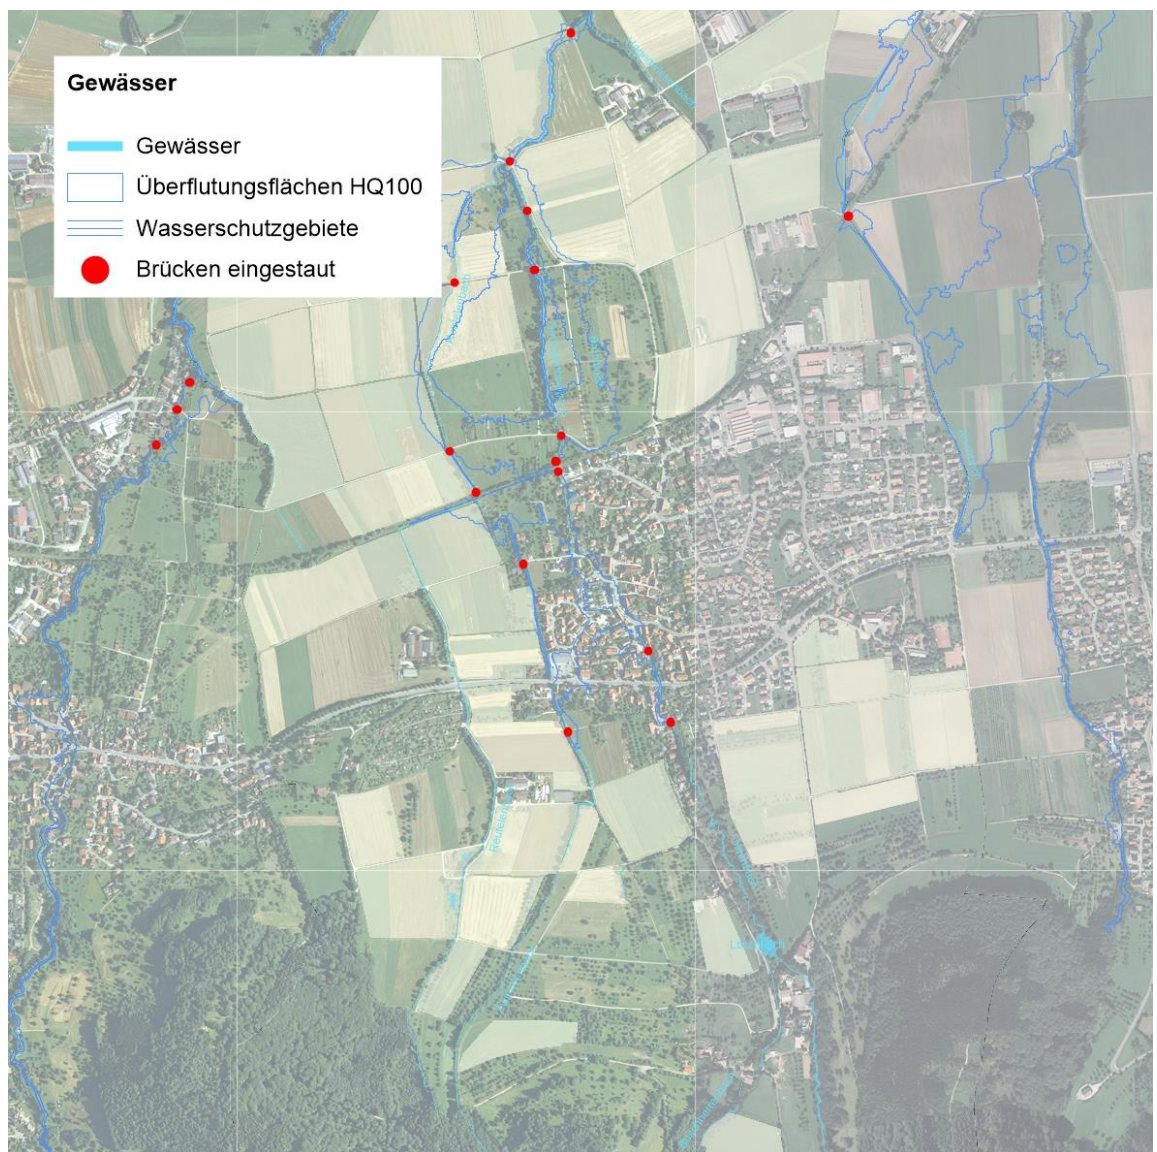 Gewässer
Gewässer
Überflutungsflächen HQ100
Wasserschutzgebiete
Brücken eingestaut